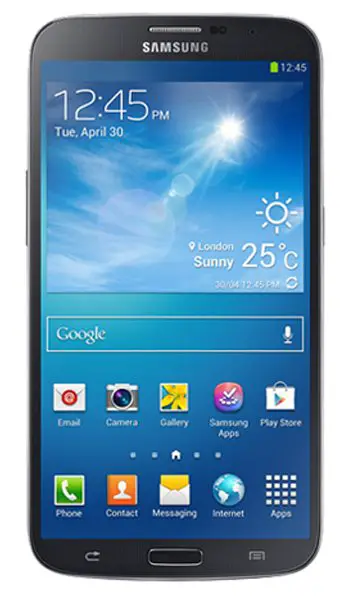 SAMSUNG
12:45
12:45 PM
Tue, April 30
London
Sunny 25°C
30/04 12:45 PM
Google
Email Camera Gallery Samsung Apps Play Store
Phone Contact Messaging Internet Apps